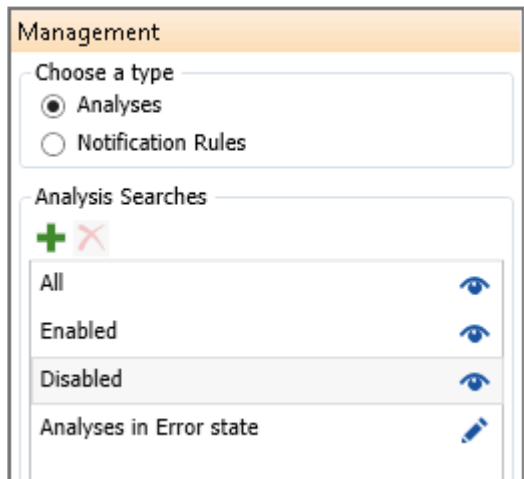 Management
Choose a type
Analyses
Notification Rules
Analysis Searches
All
Enabled
Disabled
Analyses in Error state